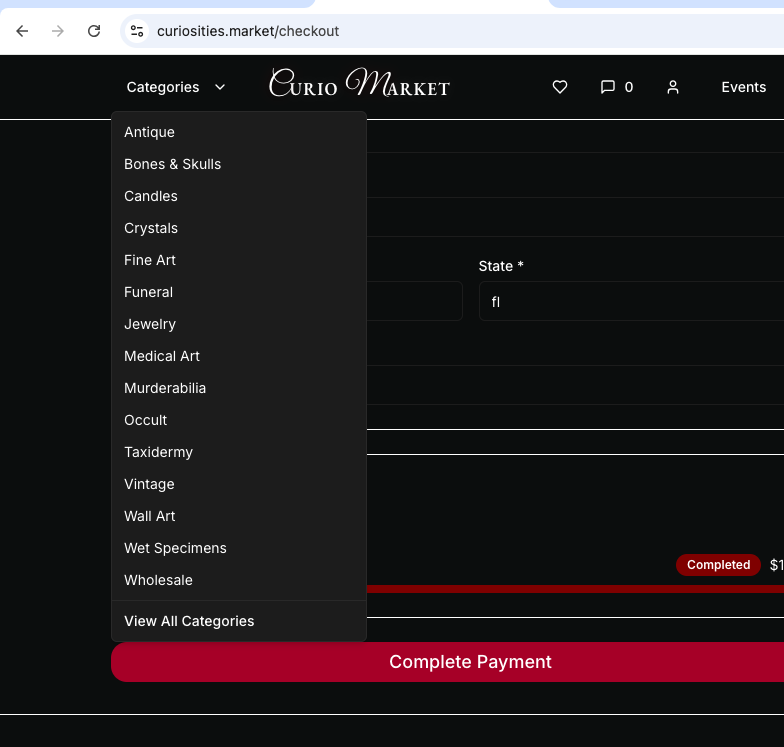 curiosities.market/checkout
Categories
Curio Market
0
Events
Antique
Bones & Skulls
Candles
Crystals
Fine Art
Funeral
Jewelry
Medical Art
Murderabilia
Occult
Taxidermy
Vintage
Wall Art
Wet Specimens
Wholesale
View All Categories
State *
fl
Completed
$1
Complete Payment